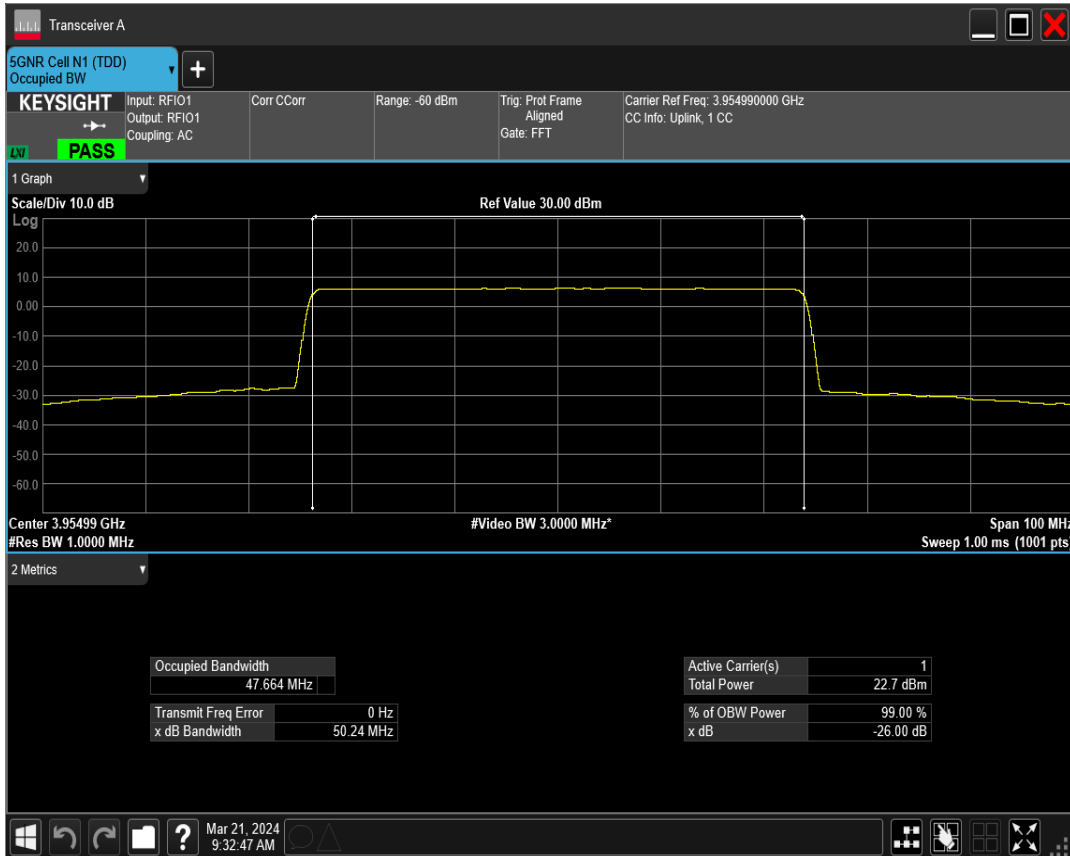 Transceiver A
5GNR Cell N1 (TDD)
Occupied BW
+
KEYSIGHT
LXI
PASS
Input: RFIO1
Output: RFIO1
Coupling: AC
Corr CCorr
Range: -60 dBm
Trig: Prot Frame
Aligned
Gate: FFT
Carrier Ref Freq: 3.954990000 GHz
CC Info: Uplink, 1 CC
1 Graph
Scale/Div 10.0 dB
Ref Value 30.00 dBm
Log
20.0
10.0
0.00
-10.0
-20.0
-30.0
-40.0
-50.0
-60.0
Center 3.95499 GHz
#Video BW 3.0000 MHz*
Span 100 MHz
#Res BW 1.0000 MHz
Sweep 1.00 ms (1001 pts)
2 Metrics
Occupied Bandwidth
47.664 MHz
Transmit Freq Error 0 Hz
x dB Bandwidth 50.24 MHz
Active Carrier(s) 1
Total Power 22.7 dBm
% of OBW Power 99.00 %
x dB -26.00 dB
?
Mar 21, 2024
9:32:47 AM